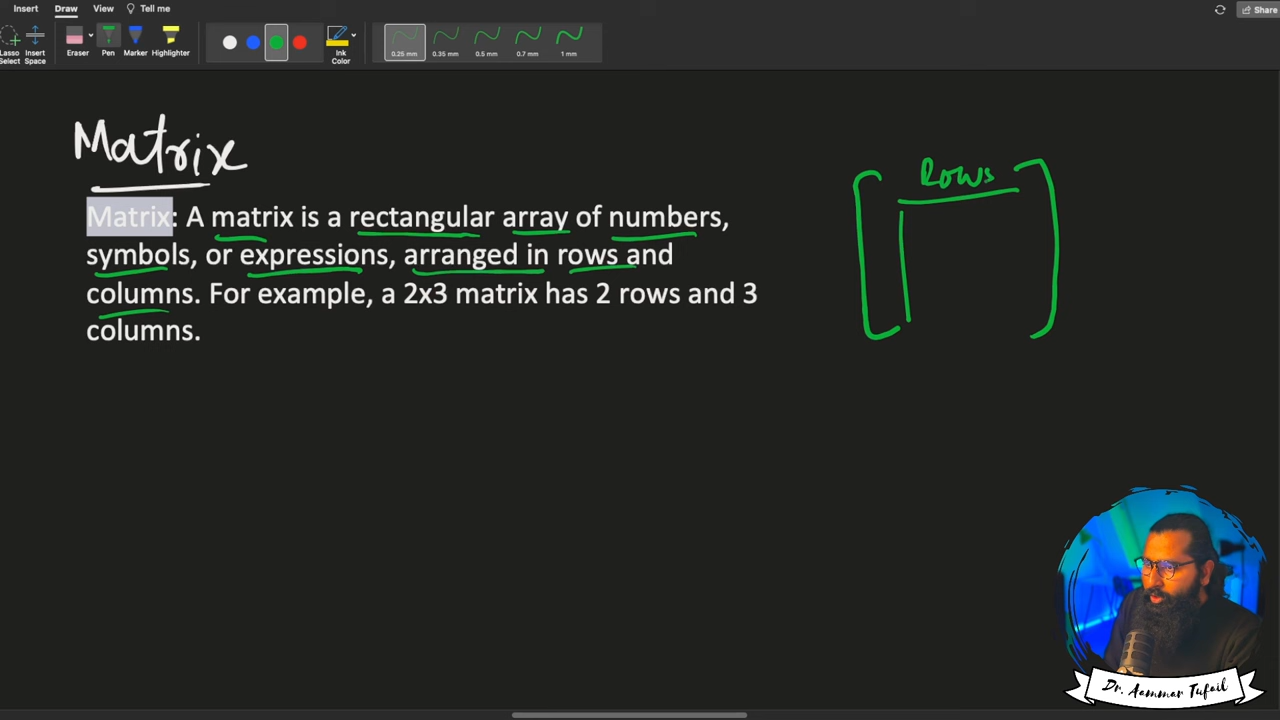 Insert Draw View Tell me
Share
Lasso Select
Insert Space
Eraser
Pen
Marker
Highlighter
Ink Color
0.25 mm
0.35 mm
0.5 mm
0.7 mm
1 mm
Matrix
Matrix: A matrix is a rectangular array of numbers,
symbols, or expressions, arranged in rows and
columns. For example, a 2x3 matrix has 2 rows and 3
columns.
Rows
Dr. Aammar Tufail